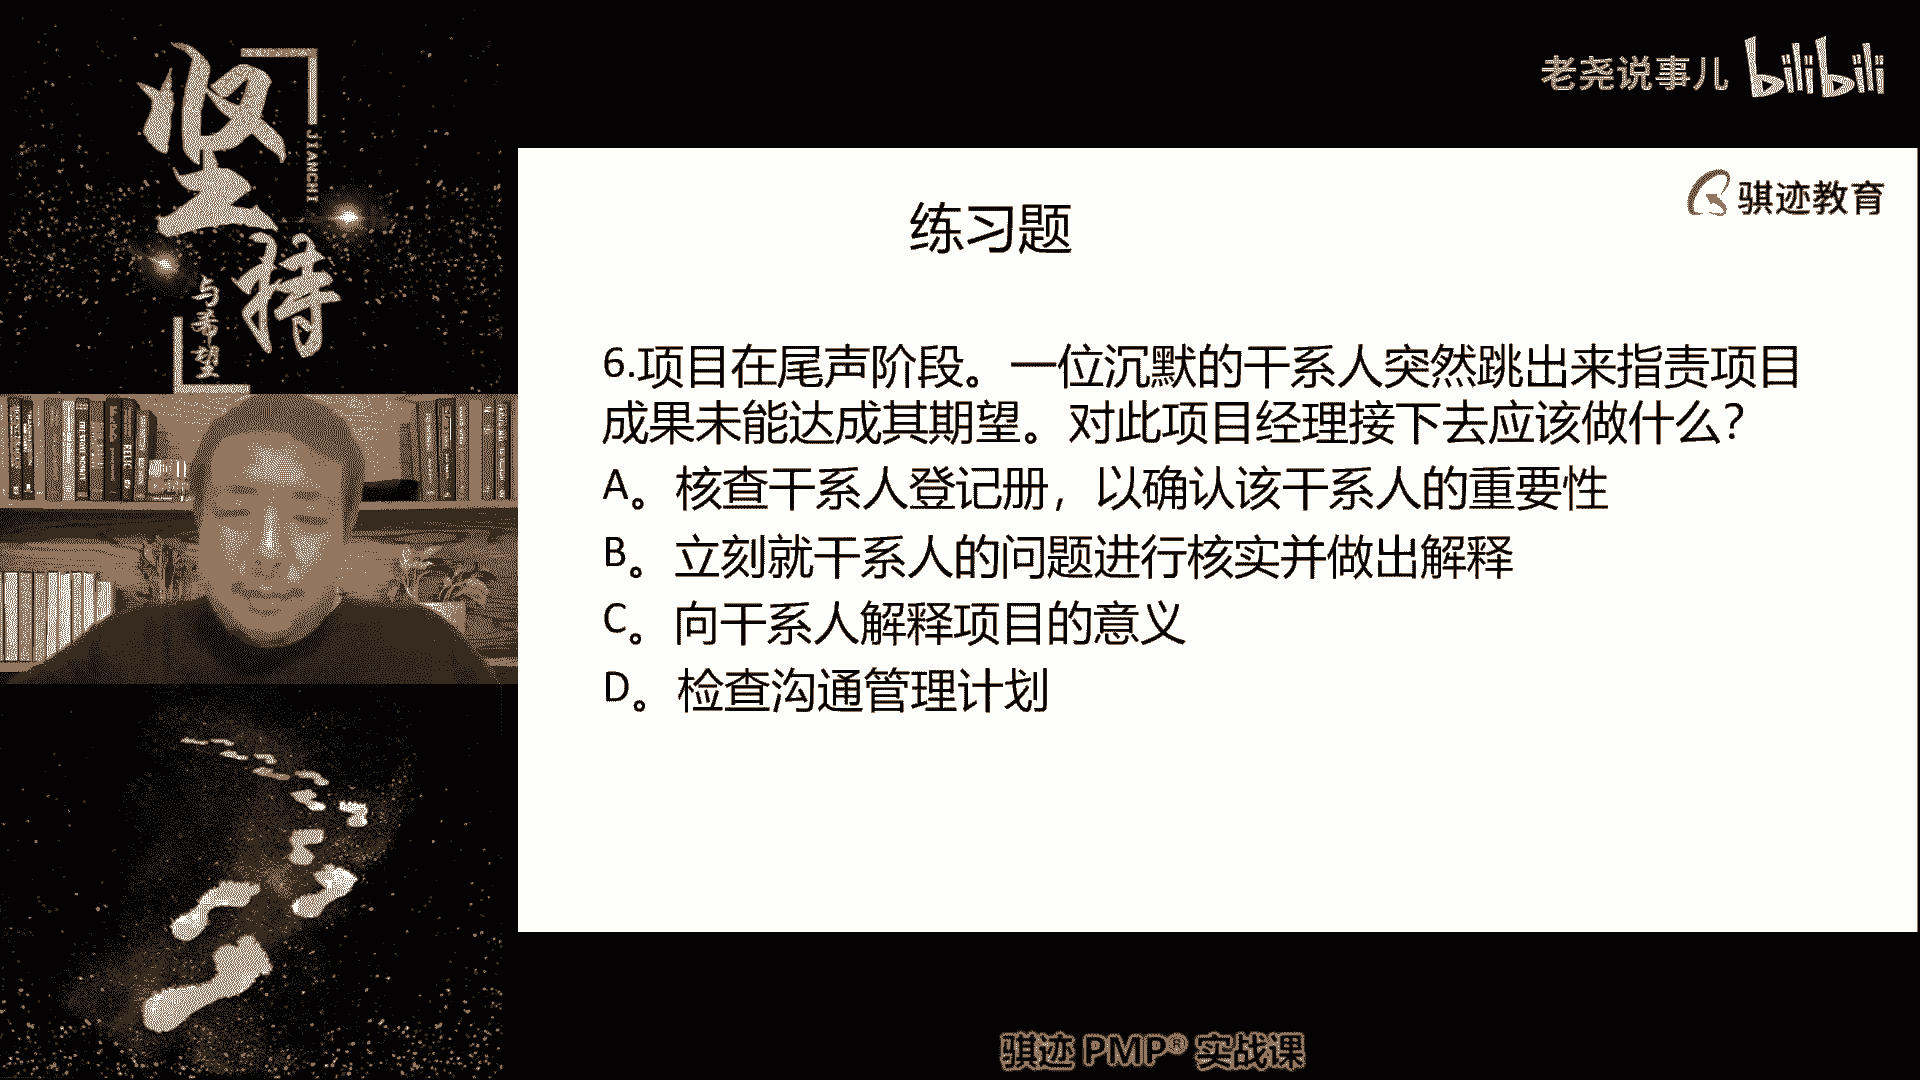 坚持
JIANCHI
与希望
老尧说事儿 bilibili
骐迹教育
练习题
6.项目在尾声阶段。一位沉默的干系人突然跳出来指责项目
成果未能达成其期望。对此项目经理接下去应该做什么?
A。核查干系人登记册，以确认该干系人的重要性
B。立刻就干系人的问题进行核实并做出解释
C。向干系人解释项目的意义
D。检查沟通管理计划
骐迹 PMP® 实战课